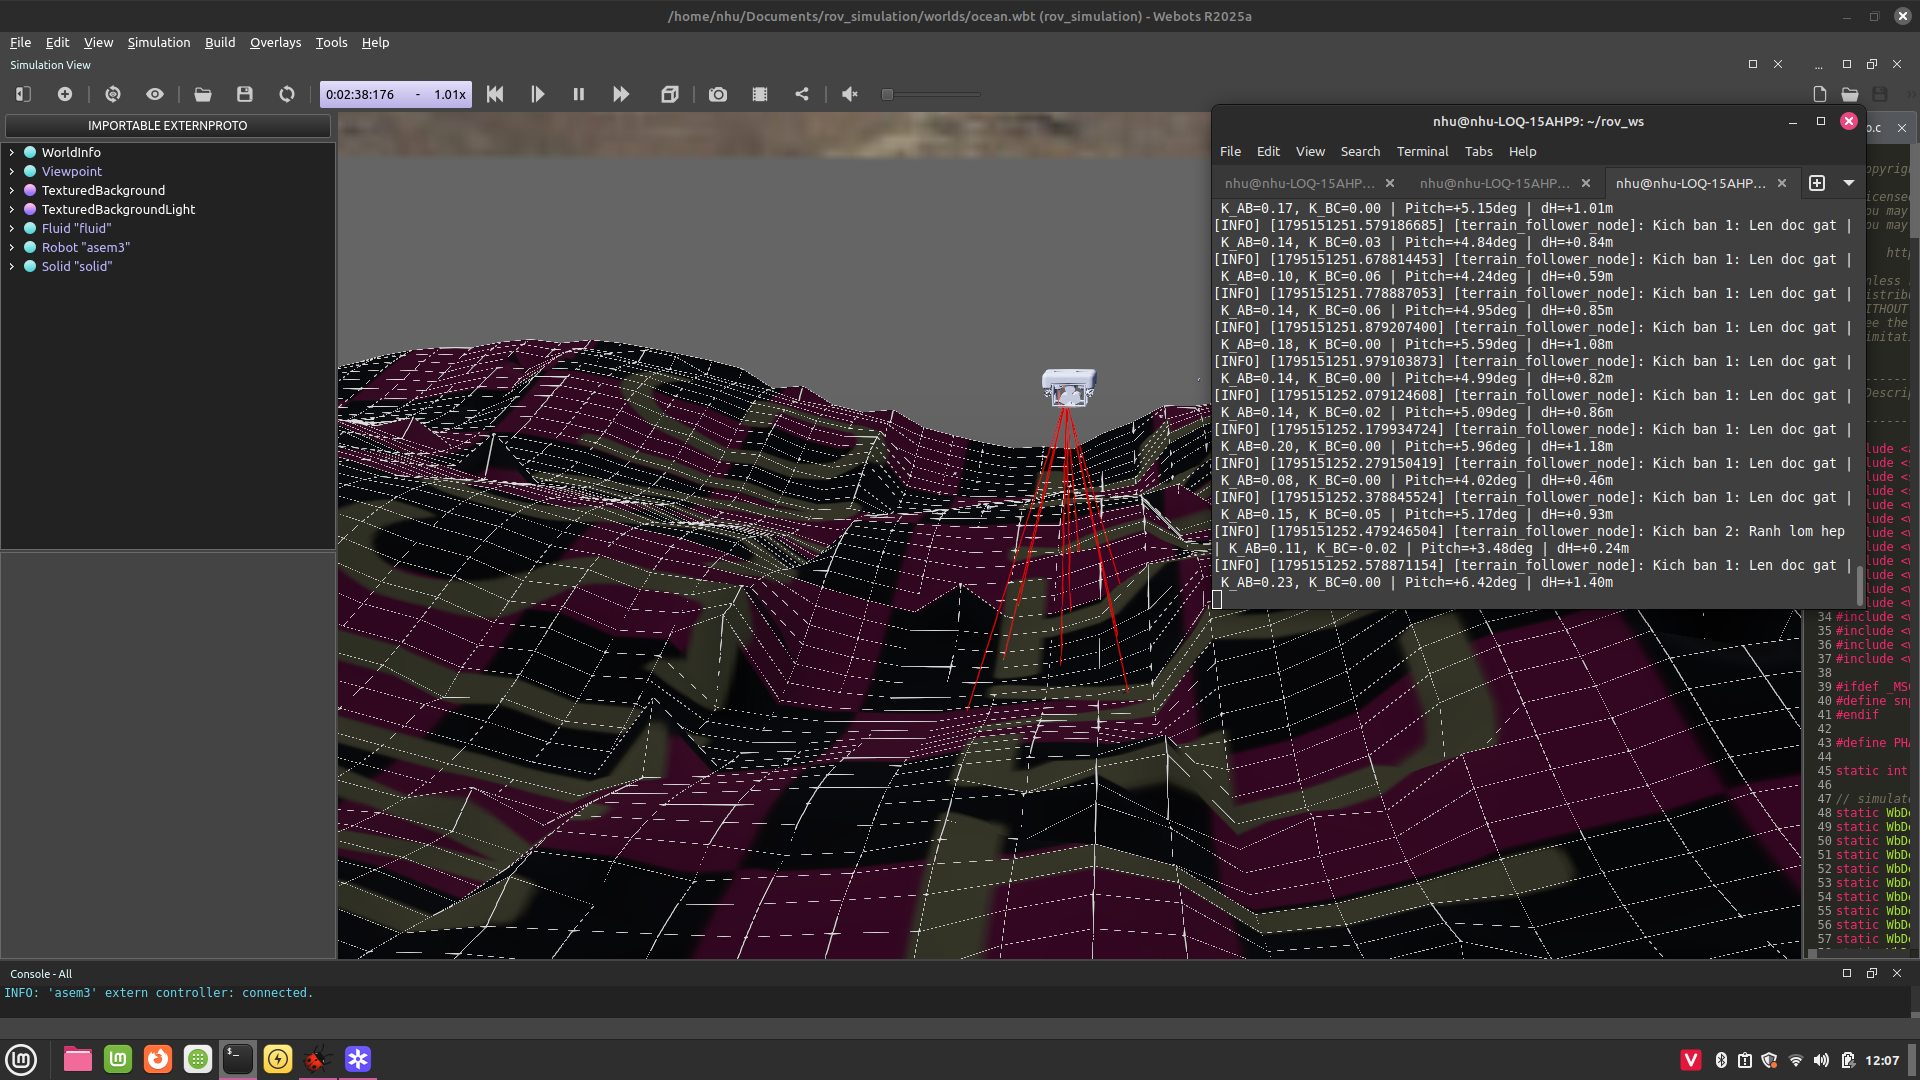 /home/nhu/Documents/rov_simulation/worlds/ocean.wbt (rov_simulation) - Webots R2025a
File Edit View Simulation Build Overlays Tools Help
Simulation View
0:02:38:176 - 1.01x
IMPORTABLE EXTERNPROTO
WorldInfo
Viewpoint
TexturedBackground
TexturedBackgroundLight
Fluid "fluid"
Robot "asem3"
Solid "solid"
nhu@nhu-LOQ-15AHP9: ~/rov_ws
File Edit View Search Terminal Tabs Help
nhu@nhu-LOQ-15AHP... nhu@nhu-LOQ-15AHP... nhu@nhu-LOQ-15AHP...
K_AB=0.17, K_BC=0.00 | Pitch=+5.15deg | dH=+1.01m
[INFO] [1795151251.579186685] [terrain_follower_node]: Kich ban 1: Len doc gat |
K_AB=0.14, K_BC=0.03 | Pitch=+4.84deg | dH=+0.84m
[INFO] [1795151251.678814453] [terrain_follower_node]: Kich ban 1: Len doc gat |
K_AB=0.10, K_BC=0.06 | Pitch=+4.24deg | dH=+0.59m
[INFO] [1795151251.778887053] [terrain_follower_node]: Kich ban 1: Len doc gat |
K_AB=0.14, K_BC=0.06 | Pitch=+4.95deg | dH=+0.85m
[INFO] [1795151251.879207400] [terrain_follower_node]: Kich ban 1: Len doc gat |
K_AB=0.18, K_BC=0.00 | Pitch=+5.59deg | dH=+1.08m
[INFO] [1795151251.979103873] [terrain_follower_node]: Kich ban 1: Len doc gat |
K_AB=0.14, K_BC=0.00 | Pitch=+4.99deg | dH=+0.82m
[INFO] [1795151252.079124608] [terrain_follower_node]: Kich ban 1: Len doc gat |
K_AB=0.14, K_BC=0.02 | Pitch=+5.09deg | dH=+0.86m
[INFO] [1795151252.179934724] [terrain_follower_node]: Kich ban 1: Len doc gat |
K_AB=0.20, K_BC=0.00 | Pitch=+5.96deg | dH=+1.18m
[INFO] [1795151252.279150419] [terrain_follower_node]: Kich ban 1: Len doc gat |
K_AB=0.08, K_BC=0.00 | Pitch=+4.02deg | dH=+0.46m
[INFO] [1795151252.378845524] [terrain_follower_node]: Kich ban 1: Len doc gat |
K_AB=0.15, K_BC=0.05 | Pitch=+5.17deg | dH=+0.93m
[INFO] [1795151252.479246504] [terrain_follower_node]: Kich ban 2: Ranh lom hep
| K_AB=0.11, K_BC=-0.02 | Pitch=+3.48deg | dH=+0.24m
[INFO] [1795151252.578871154] [terrain_follower_node]: Kich ban 1: Len doc gat |
K_AB=0.23, K_BC=0.00 | Pitch=+6.42deg | dH=+1.40m
34 #include <
35 #include <
36 #include <
37 #include <
38
39 #ifdef _MS
40 #define snp
41 #endif
42
43 #define PH
44
45 static int
46
47 // simulat
48 static WbD
49 static WbD
50 static WbD
51 static WbD
52 static WbD
53 static WbD
54 static WbD
55 static WbD
56 static WbD
57 static WbD
Console - All
INFO: 'asem3' extern controller: connected.
12:07